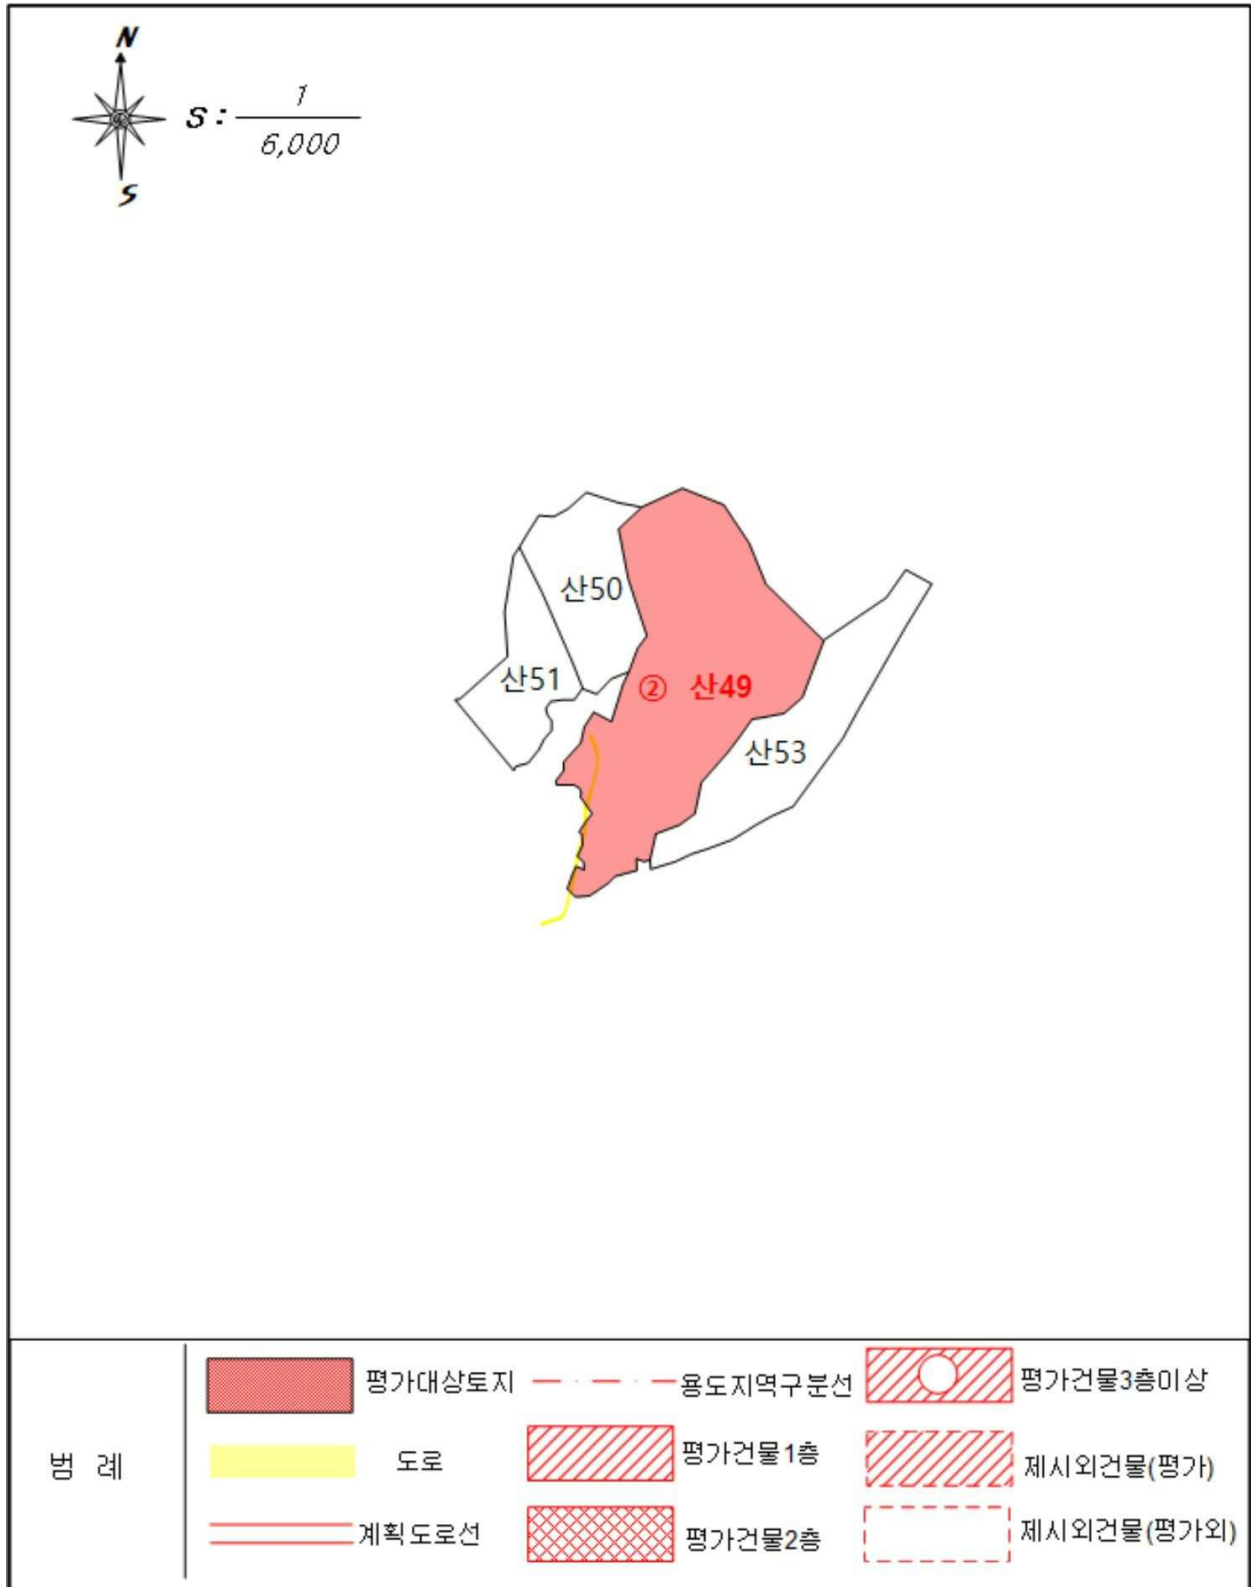 N
S : 1
6,000
S
산50
산51
② 산49
산53
범 례
평가대상토지
용도지역구분선
평가건물3층이상
도로
평가건물1층
제시외건물(평가)
계획도로선
평가건물2층
제시외건물(평가외)